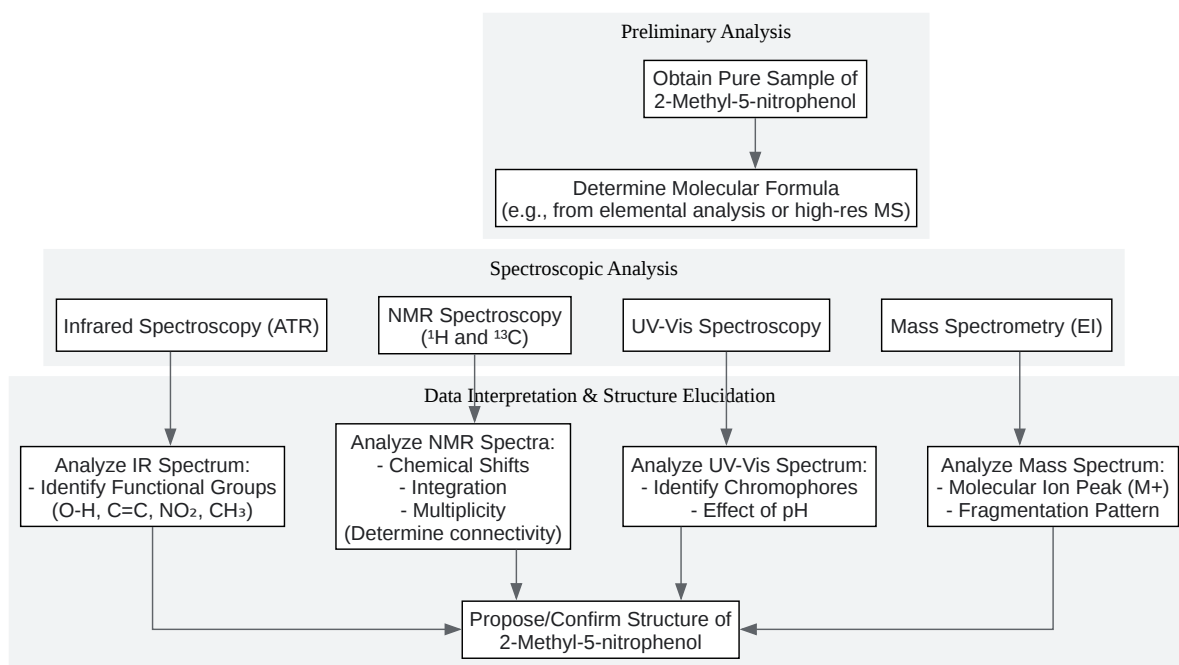 Preliminary Analysis
Obtain Pure Sample of
2-Methyl-5-nitrophenol
Determine Molecular Formula
(e.g., from elemental analysis or high-res MS)
Spectroscopic Analysis
Infrared Spectroscopy (ATR)
NMR Spectroscopy
(¹H and ¹³C)
UV-Vis Spectroscopy
Mass Spectrometry (EI)
Data Interpretation & Structure Elucidation
Analyze IR Spectrum:
- Identify Functional Groups
(O-H, C=C, NO₂, CH₃)
Analyze NMR Spectra:
- Chemical Shifts
- Integration
- Multiplicity
(Determine connectivity)
Analyze UV-Vis Spectrum:
- Identify Chromophores
- Effect of pH
Analyze Mass Spectrum:
- Molecular Ion Peak (M+)
- Fragmentation Pattern
Propose/Confirm Structure of
2-Methyl-5-nitrophenol